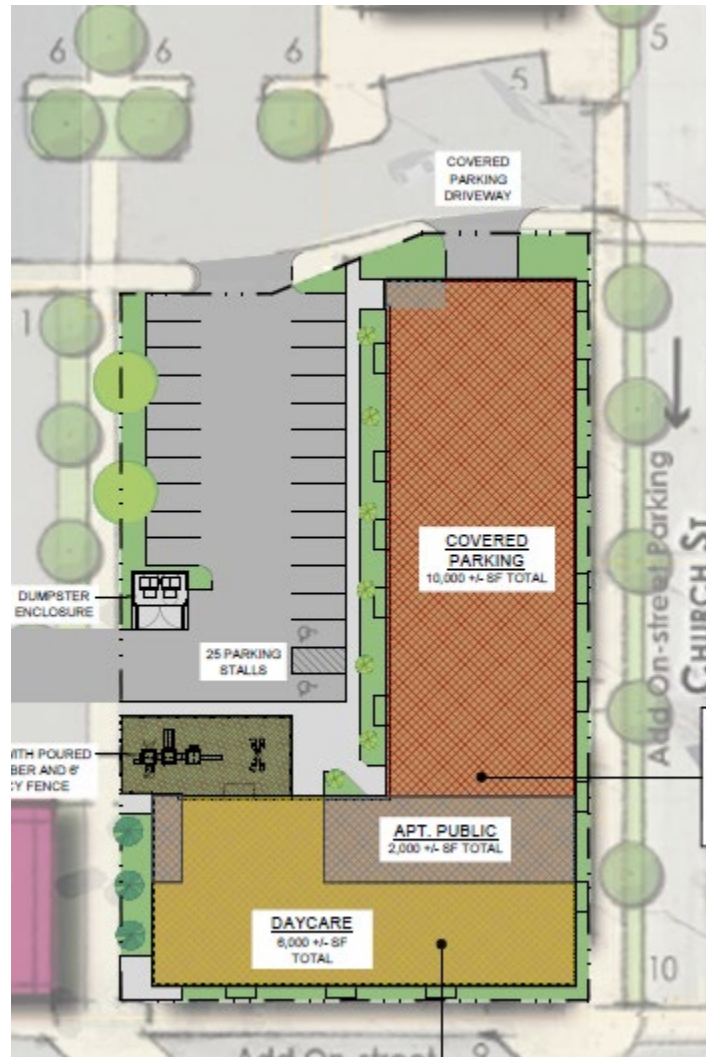 6
6
6
5
5
COVERED
PARKING
DRIVEWAY
1
COVERED
PARKING
10,000 +/- SF TOTAL
Add On-street Parking
CHURCH ST
DUMPSTER
ENCLOSURE
25 PARKING
STALLS
WITH POURED
BER AND 6'
CY FENCE
APT. PUBLIC
2,000 +/- SF TOTAL
DAYCARE
6,000 +/- SF
TOTAL
10
Add On-street